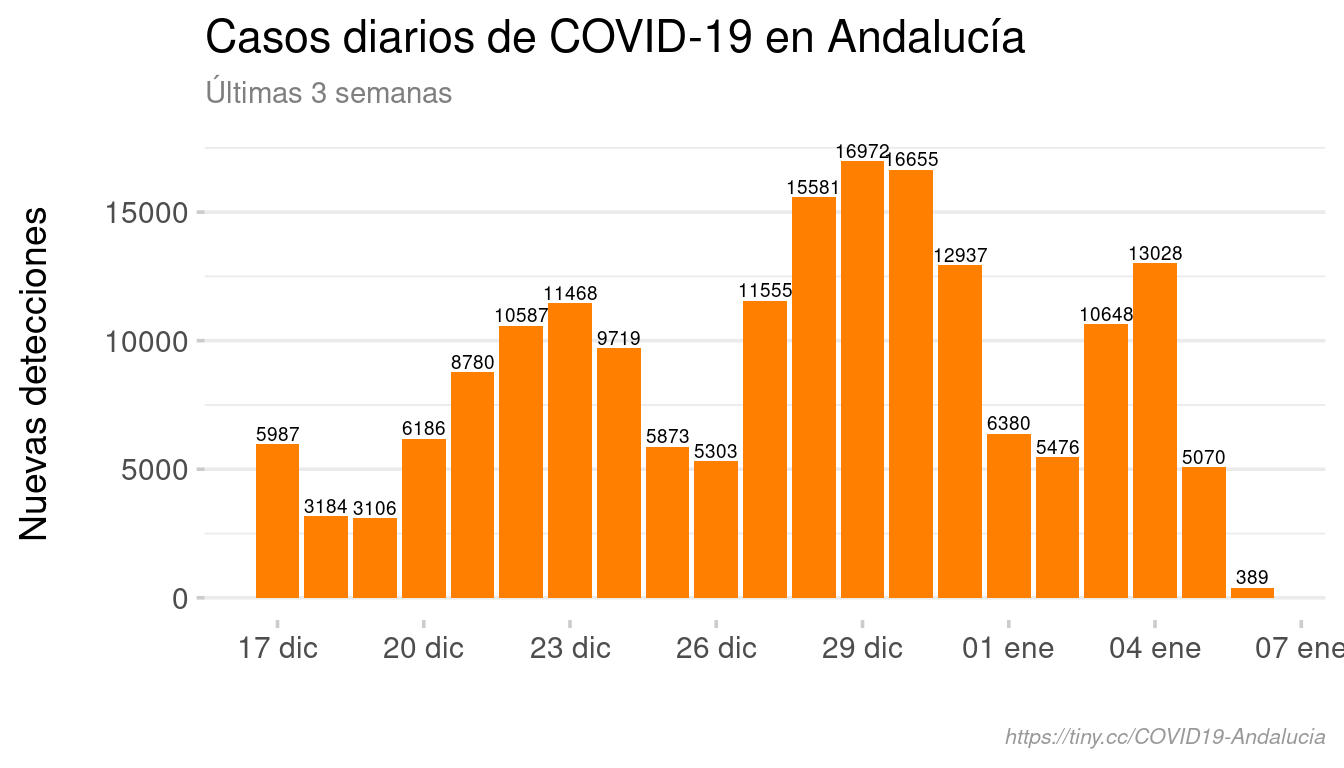 Casos diarios de COVID-19 en Andalucía
Últimas 3 semanas
Nuevas detecciones
15000
10000
5000
0
5987
3184
3106
6186
8780
10587
11468
9719
5873
5303
11555
15581
16972
16655
12937
6380
5476
10648
13028
5070
389
17 dic
20 dic
23 dic
26 dic
29 dic
01 ene
04 ene
07 ene
https://tiny.cc/COVID19-Andalucia